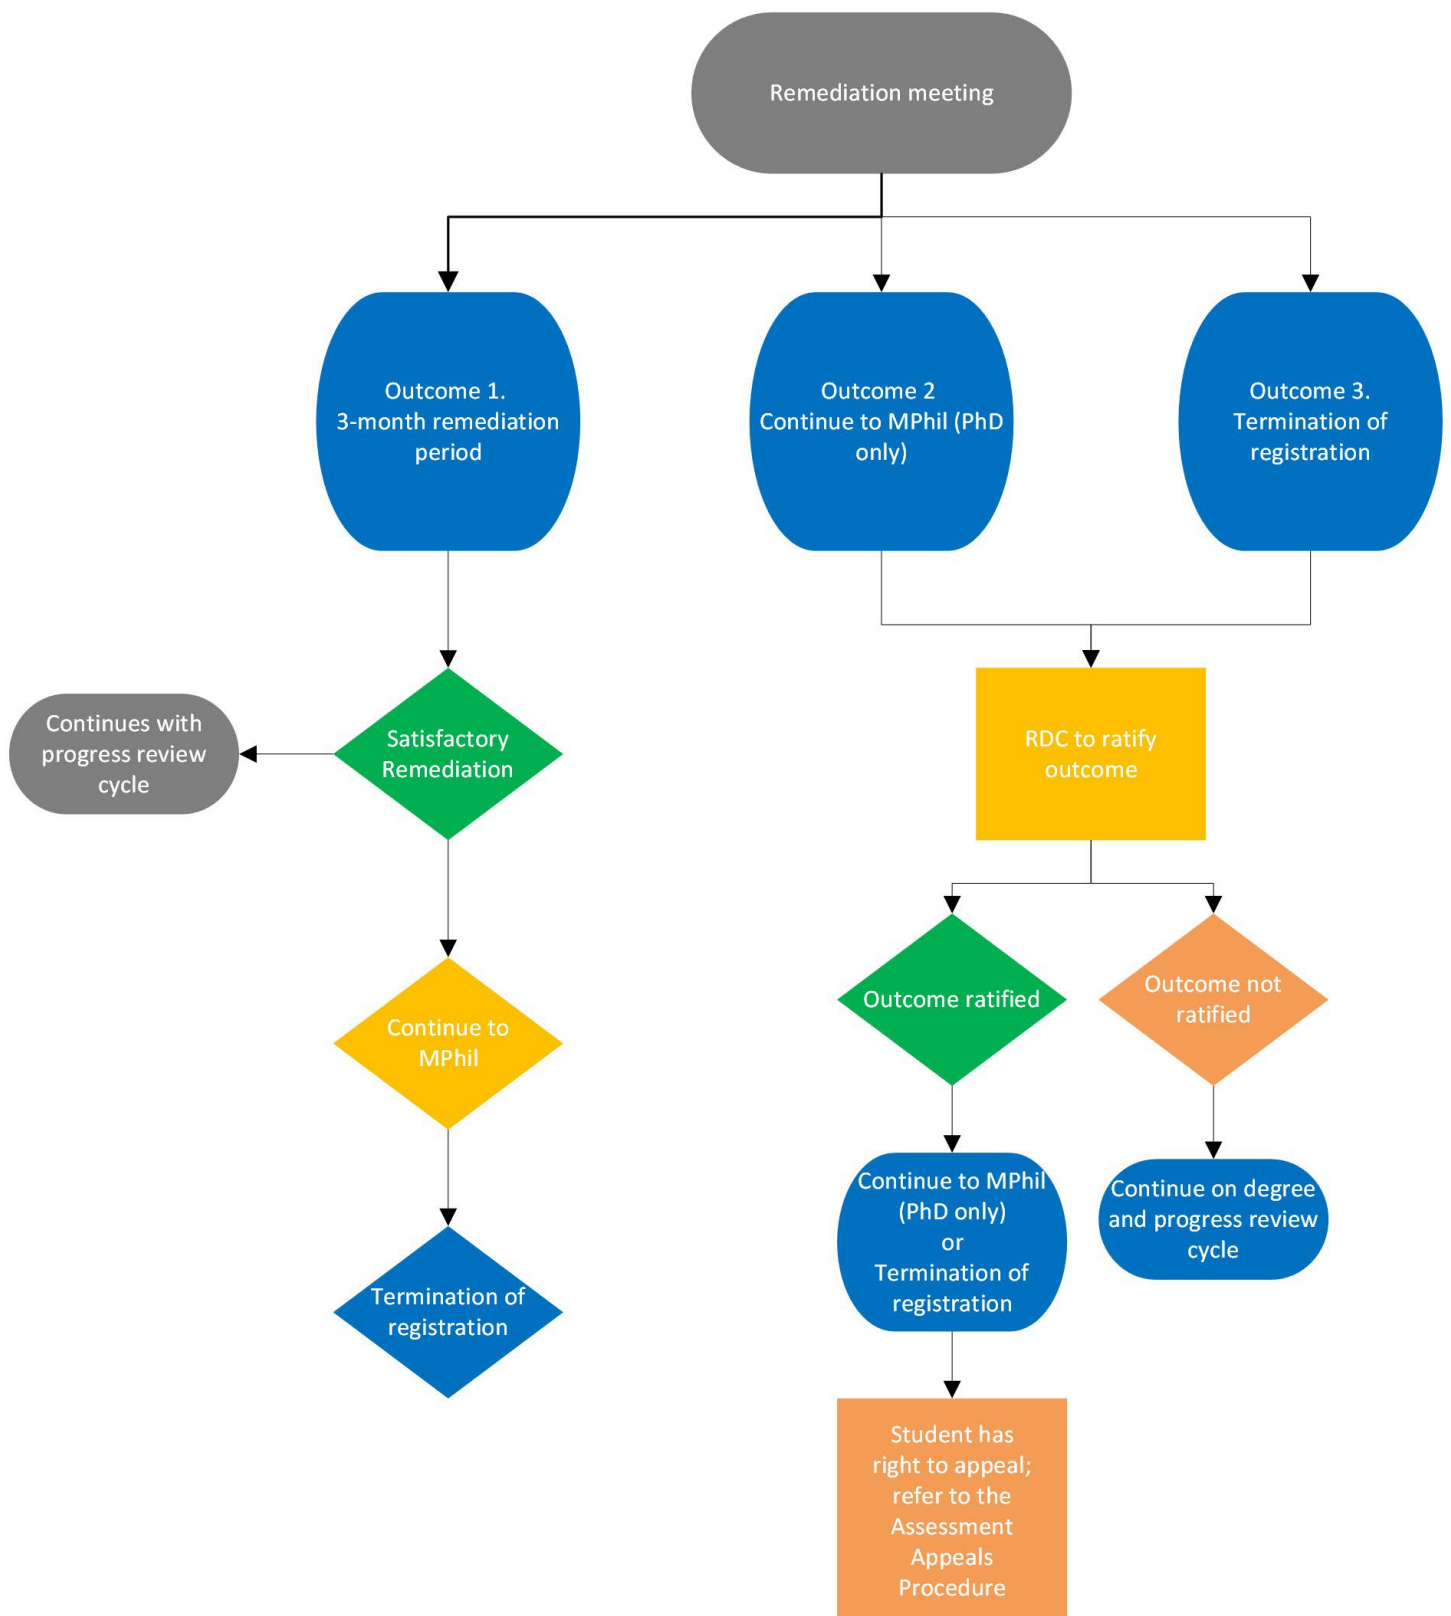 Remediation meeting
Outcome 1.
3-month remediation
period
Outcome 2
Continue to MPhil (PhD
only)
Outcome 3.
Termination of
registration
Continues with
progress review
cycle
Satisfactory
Remediation
RDC to ratify
outcome
Continue to
MPhil
Outcome ratified
Outcome not
ratified
Termination of
registration
Continue to MPhil
(PhD only)
or
Termination of
registration
Continue on degree
and progress review
cycle
Student has
right to appeal;
refer to the
Assessment
Appeals
Procedure